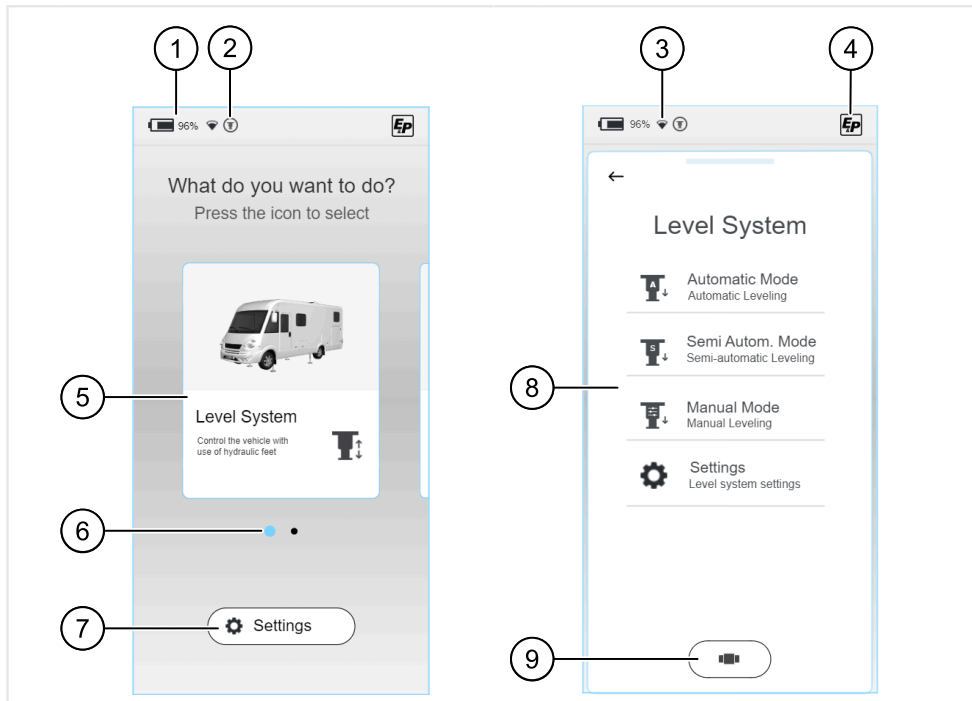 1
2
3
4
96%
E&P
What do you want to do?
Press the icon to select
5
Level System
Control the vehicle with
use of hydraulic feet
6
7
Settings
96%
E&P
Level System
A
Automatic Mode
Automatic Leveling
S
Semi Autom. Mode
Semi-automatic Leveling
8
Manual Mode
Manual Leveling
Settings
Level system settings
9